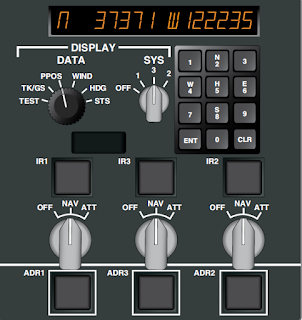 N 37371 W122235
DISPLAY
DATA SYS
PPOS WIND
TK/GS HDG
TEST STS
OFF 1 3 2
1 N 2 3
W 4 H 5 E 6
7 S 8 9
ENT 0 CLR
IR1 IR3 IR2
OFF NAV ATT OFF NAV ATT OFF NAV ATT
ADR1 ADR3 ADR2